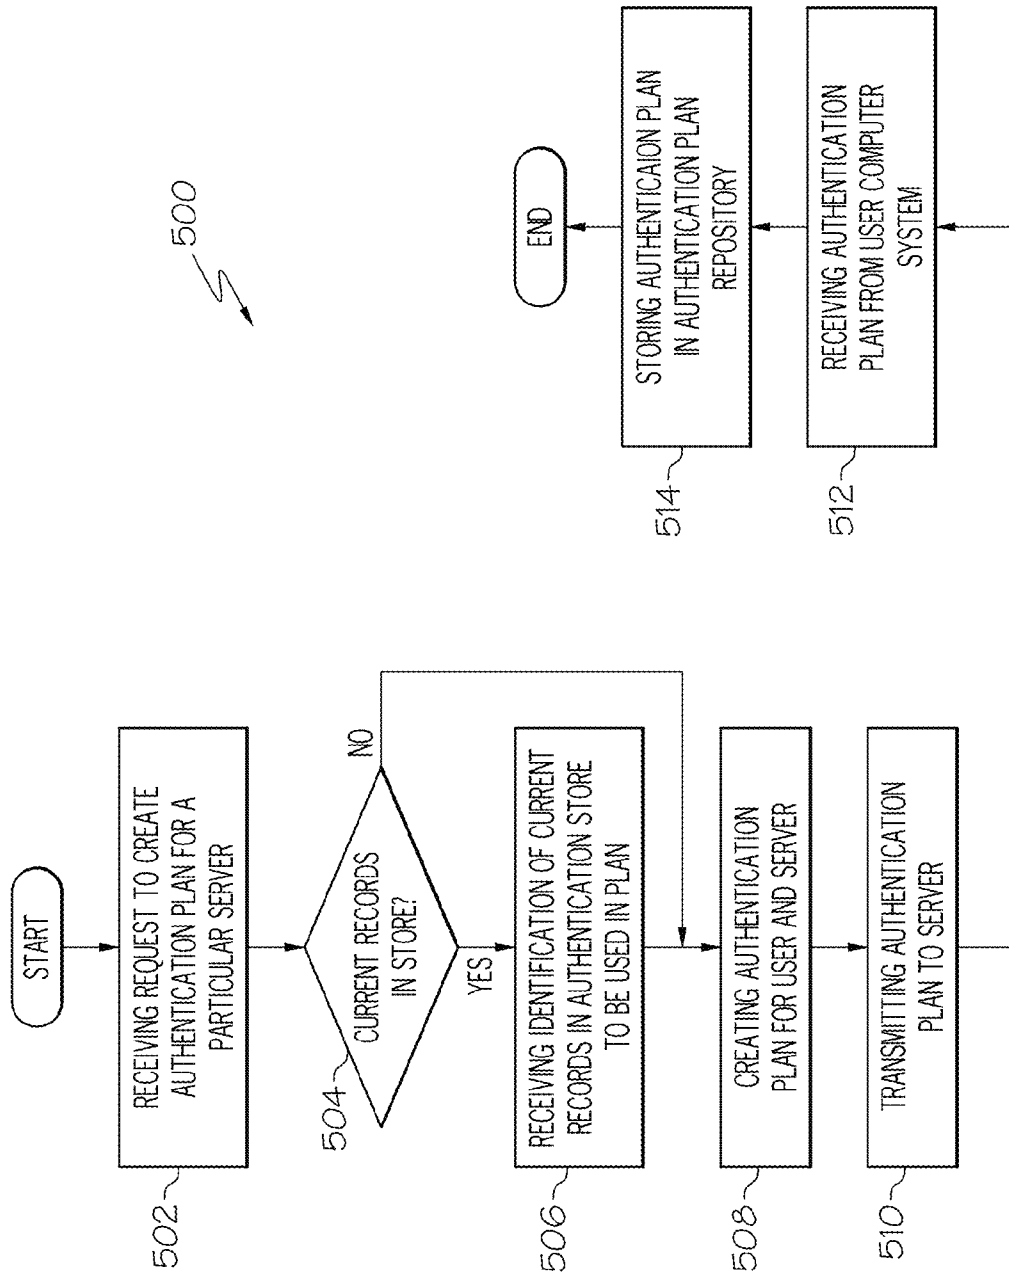 START
502
RECEIVING REQUEST TO CREATE
AUTHENTICATION PLAN FOR A
PARTICULAR SERVER
504
CURRENT RECORDS
IN STORE?
NO
YES
506
RECEIVING IDENTIFICATION OF CURRENT
RECORDS IN AUTHENTICATION STORE
TO BE USED IN PLAN
508
CREATING AUTHENTICATION
PLAN FOR USER AND SERVER
510
TRANSMITTING AUTHENTICATION
PLAN TO SERVER
500
END
514
STORING AUTHENTICAION PLAN
IN AUTHENTICATION PLAN
REPOSITORY
512
RECEIVING AUTHENTICATION
PLAN FROM USER COMPUTER
SYSTEM